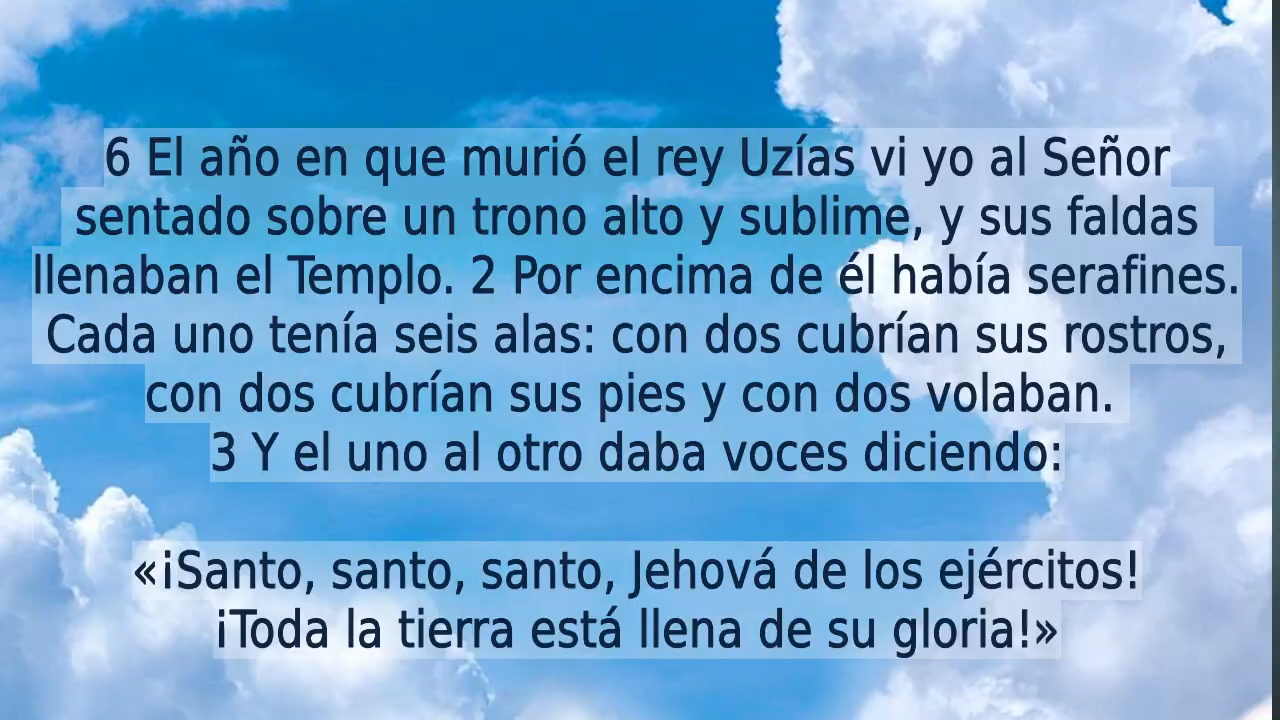 6 El año en que murió el rey Uzías vi yo al Señor
sentado sobre un trono alto y sublime, y sus faldas
llenaban el Templo. 2 Por encima de él había serafines.
Cada uno tenía seis alas: con dos cubrían sus rostros,
con dos cubrían sus pies y con dos volaban.
3 Y el uno al otro daba voces diciendo:
«¡Santo, santo, santo, Jehová de los ejércitos!
¡Toda la tierra está llena de su gloria!»